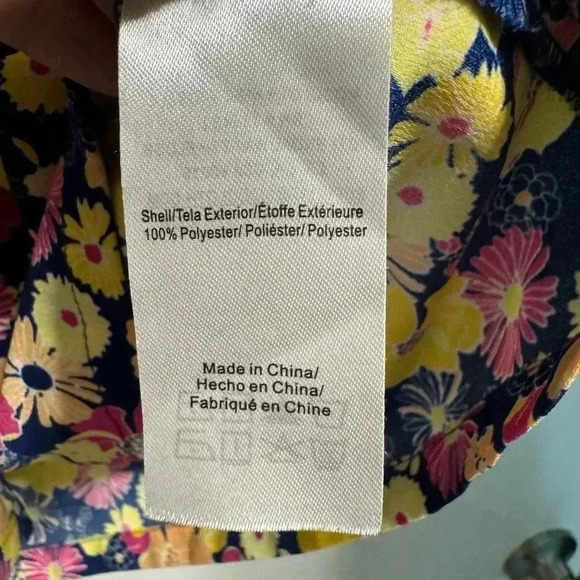 Shell/Tela Exterior/Étoffe Extérieure
100% Polyester/ Poliéster/ Polyester
Made in China/
Hecho en China/
Fabriqué en Chine